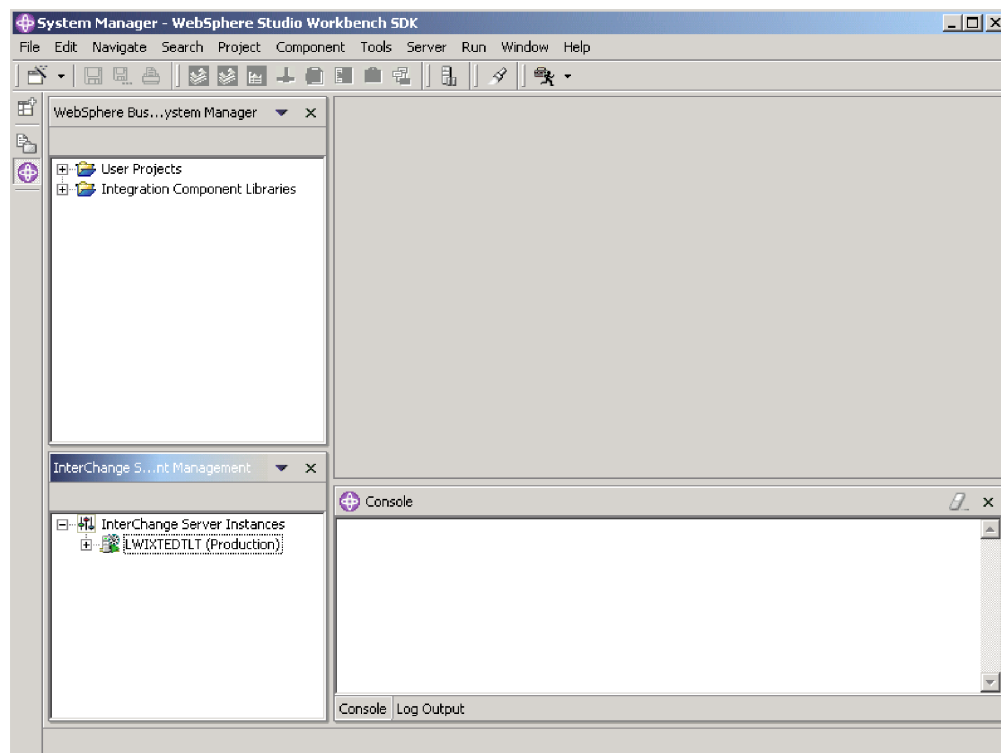 System Manager - WebSphere Studio Workbench SDK
File Edit Navigate Search Project Component Tools Server Run Window Help
WebSphere Bus...ystem Manager
User Projects
Integration Component Libraries
InterChange S...nt Management
InterChange Server Instances
LWIXTEDTLT (Production)
Console
Console Log Output